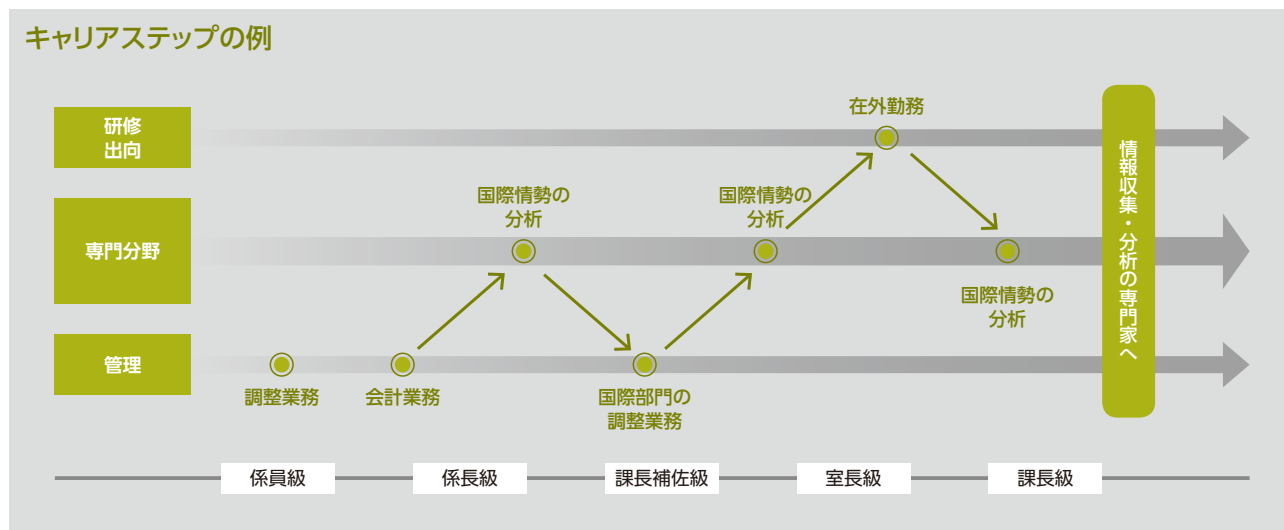 キャリアステップの例
研修
出向
在外勤務
専門分野
国際情勢の
分析
国際情勢の
分析
国際情勢の
分析
管理
調整業務
会計業務
国際部門の
調整業務
情報収集・分析の専門家へ
係員級
係長級
課長補佐級
室長級
課長級